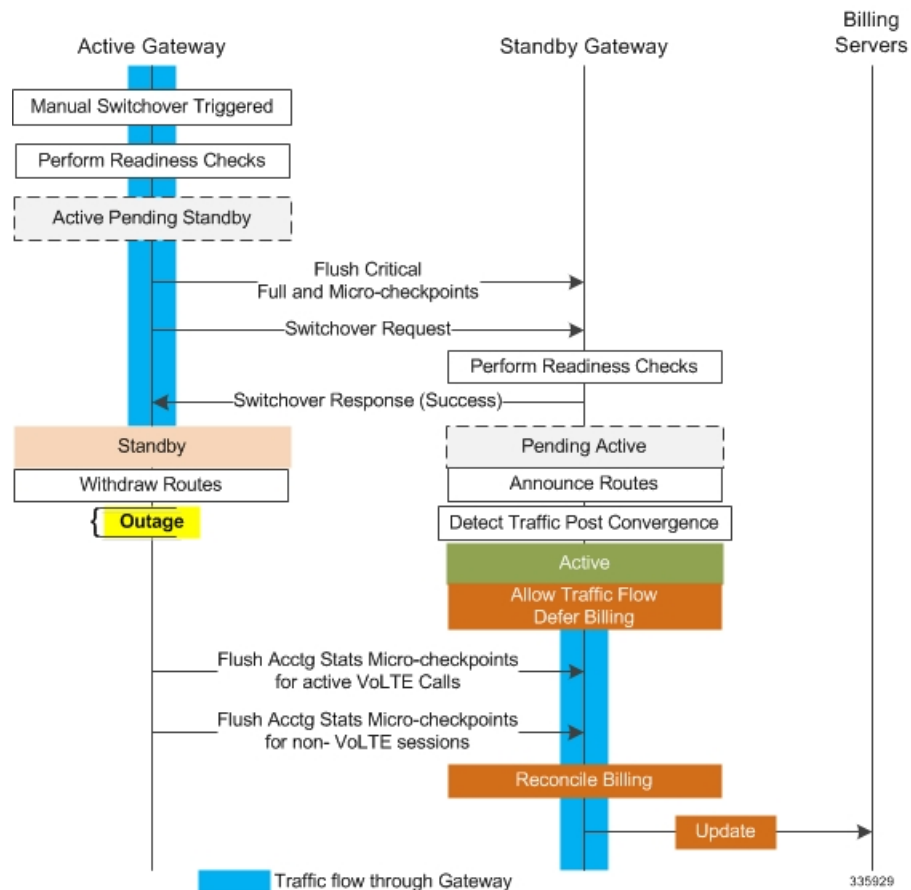 Billing
Servers
Active Gateway
Standby Gateway
Manual Switchover Triggered
Perform Readiness Checks
Active Pending Standby
Flush Critical
Full and Micro-checkpoints
Switchover Request
Perform Readiness Checks
Switchover Response (Success)
Standby
Pending Active
Withdraw Routes
Announce Routes
{ Outage
Detect Traffic Post Convergence
Active
Allow Traffic Flow
Defer Billing
Flush Acctg Stats Micro-checkpoints
for active VoLTE Calls
Flush Acctg Stats Micro-checkpoints
for non- VoLTE sessions
Reconcile Billing
Update
Traffic flow through Gateway
335929